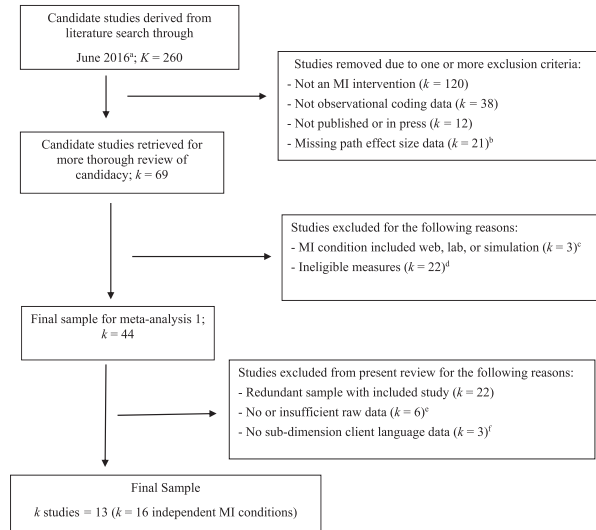 Candidate studies derived from
literature search through
June 2016ᵃ; K = 260
Studies removed due to one or more exclusion criteria:
- Not an MI intervention (k = 120)
- Not observational coding data (k = 38)
- Not published or in press (k = 12)
- Missing path effect size data (k = 21)ᵇ
Candidate studies retrieved for
more thorough review of
candidacy; k = 69
Studies excluded for the following reasons:
- MI condition included web, lab, or simulation (k = 3)ᶜ
- Ineligible measures (k = 22)ᵈ
Final sample for meta-analysis 1;
k = 44
Studies excluded from present review for the following reasons:
- Redundant sample with included study (k = 22)
- No or insufficient raw data (k = 6)ᵉ
- No sub-dimension client language data (k = 3)ᶠ
Final Sample
k studies = 13 (k = 16 independent MI conditions)